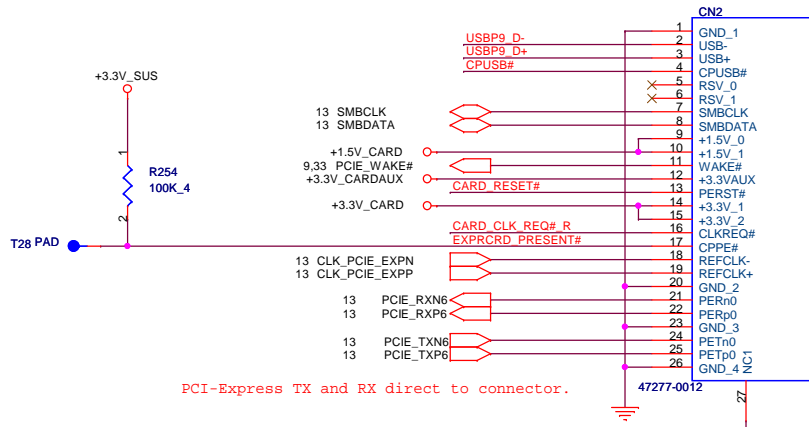 CN2
1 GND_1
USBP9_D- 2 USB-
USBP9_D+ 3 USB+
CPUSB# 4 CPUSB#
5 RSV_0
6 RSV_1
13 SMBCLK 7 SMBCLK
13 SMBDATA 8 SMBDATA
9 +1.5V_0
+1.5V_CARD 10 +1.5V_1
9,33 PCIE_WAKE# 11 WAKE#
+3.3V_CARDAUX 12 +3.3VAUX
CARD_RESET# 13 PERST#
+3.3V_CARD 14 +3.3V_1
15 +3.3V_2
CARD_CLK_REQ#_R 16 CLKREQ#
EXPRCRD_PRESENT# 17 CPPE#
13 CLK_PCIE_EXPN 18 REFCLK-
13 CLK_PCIE_EXPP 19 REFCLK+
20 GND_2
13 PCIE_RXN6 21 PERn0
13 PCIE_RXP6 22 PERp0
23 GND_3
13 PCIE_TXN6 24 PETn0
13 PCIE_TXP6 25 PETp0
26 GND_4
NC1
27
47277-0012
+3.3V_SUS
1
R254
100K_4
2
T28 PAD
PCI-Express TX and RX direct to connector.